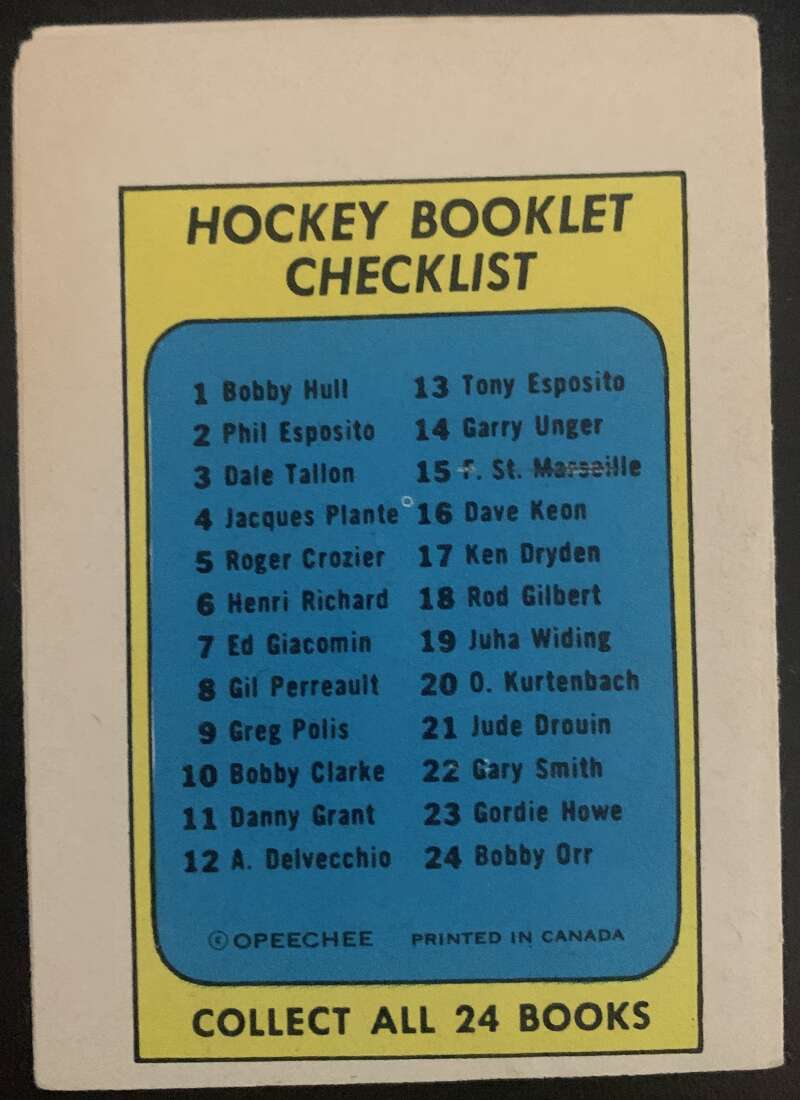 HOCKEY BOOKLET
CHECKLIST
1 Bobby Hull
2 Phil Esposito
3 Dale Tallon
4 Jacques Plante
5 Roger Crozier
6 Henri Richard
7 Ed Giacomin
8 Gil Perreault
9 Greg Polis
10 Bobby Clarke
11 Danny Grant
12 A. Delvecchio
13 Tony Esposito
14 Garry Unger
15 F. St. Marseille
16 Dave Keon
17 Ken Dryden
18 Rod Gilbert
19 Juha Widing
20 O. Kurtenbach
21 Jude Drouin
22 Gary Smith
23 Gordie Howe
24 Bobby Orr
© OPEECHEE PRINTED IN CANADA
COLLECT ALL 24 BOOKS